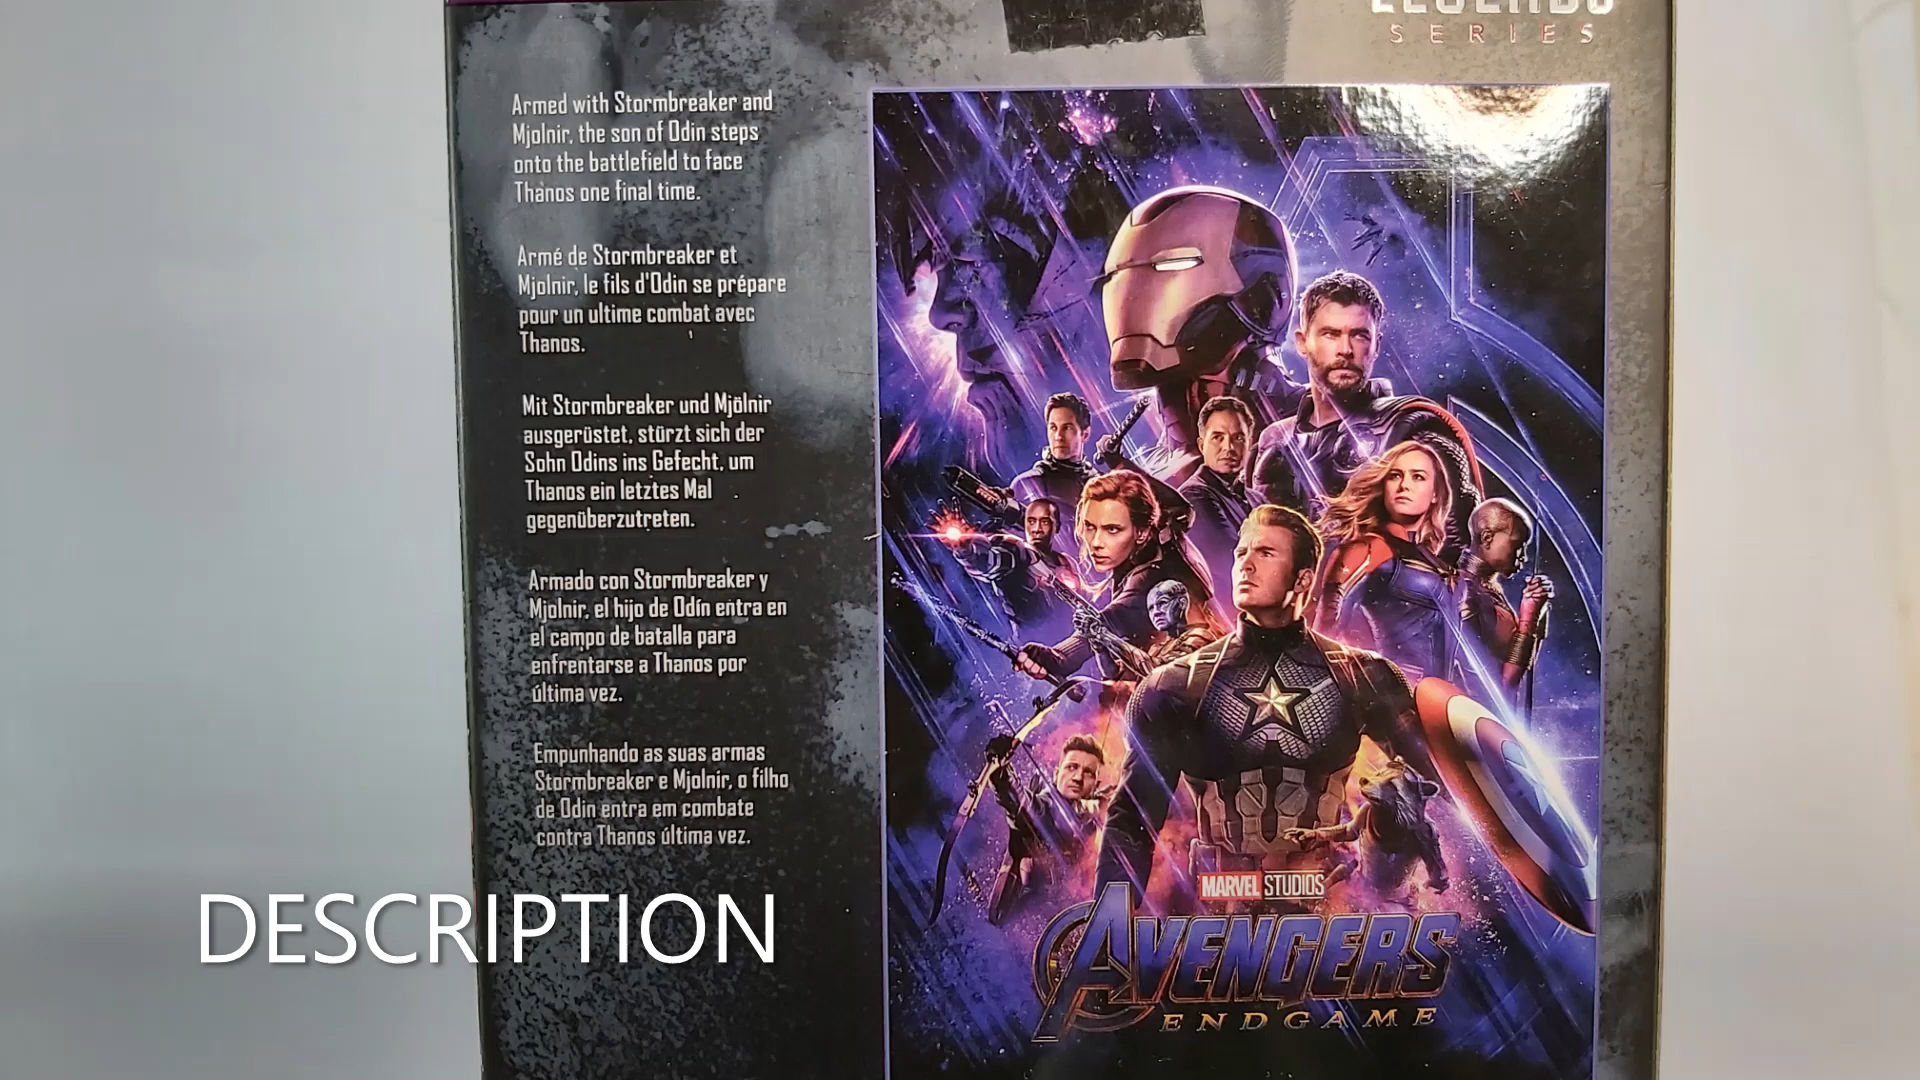 LEGENDS
SERIES
Armed with Stormbreaker and
Mjolnir, the son of Odin steps
onto the battlefield to face
Thanos one final time.
Armé de Stormbreaker et
Mjolnir, le fils d'Odin se prépare
pour un ultime combat avec
Thanos.
Mit Stormbreaker und Mjölnir
ausgerüstet, stürzt sich der
Sohn Odins ins Gefecht, um
Thanos ein letztes Mal
gegenüberzutreten.
Armado con Stormbreaker y
Mjolnir, el hijo de Odín entra en
el campo de batalla para
enfrentarse a Thanos por
última vez.
Empunhando as suas armas
Stormbreaker e Mjolnir, o filho
de Odin entra em combate
contra Thanos última vez.
MARVEL STUDIOS
AVENGERS
ENDGAME
DESCRIPTION